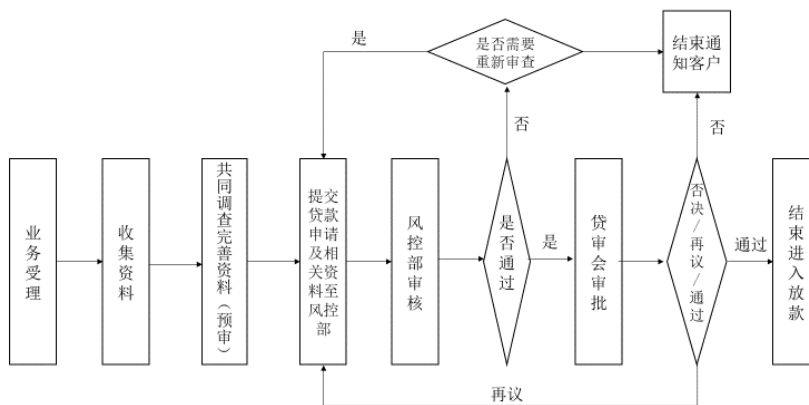 是
是否需要
重新审查
结束通
知客户
否
否
业务受理
收集资料
共同调查完善资料（预审）
提交
贷款
申请
及相
关资
料至
风控
部
风控部审核
是否通过
是
贷审会审批
否决/再议/通过
通过
结束进入放款
再议